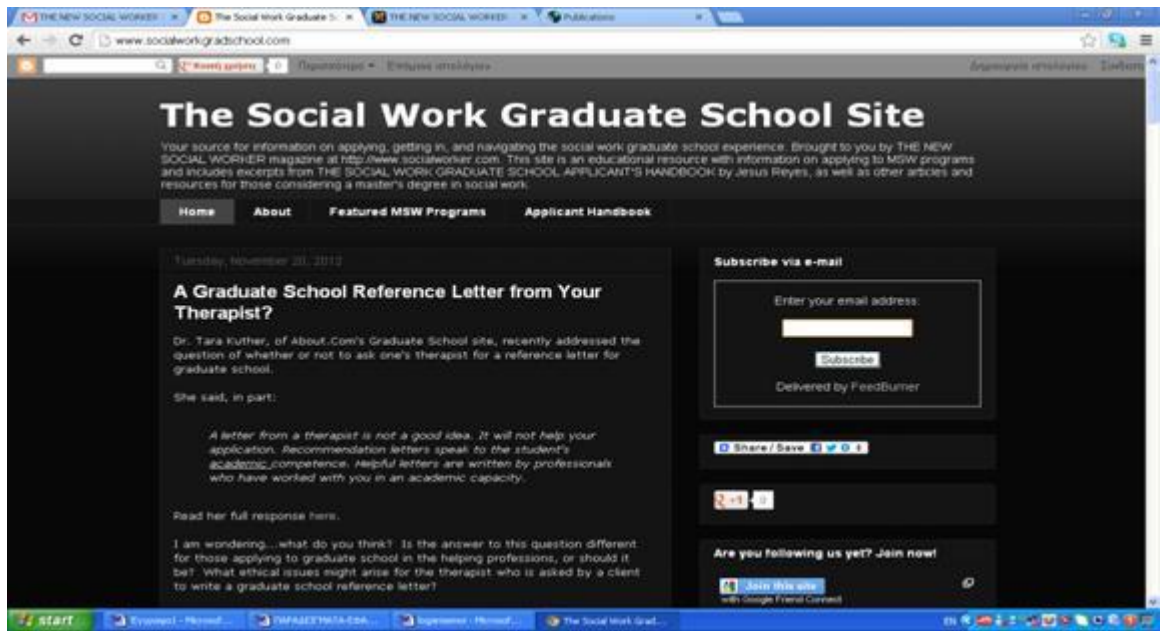 THE NEW SOCIAL WORKER
The Social Work Graduate S
THE NEW SOCIAL WORKER
Publications
www.socialworkgradschool.com
Κοινή χρήση 0 Περισσότερα Επόμενο ιστολόγιο
Δημιουργία ιστολογίου Σύνδεση
The Social Work Graduate School Site
Your source for information on applying, getting in, and navigating the social work graduate school experience. Brought to you by THE NEW
SOCIAL WORKER magazine at http://www.socialworker.com. This site is an educational resource with information on applying to MSW programs
and includes excerpts from THE SOCIAL WORK GRADUATE SCHOOL APPLICANT'S HANDBOOK by Jesus Reyes, as well as other articles and
resources for those considering a master's degree in social work.
Home About Featured MSW Programs Applicant Handbook
Tuesday, November 20, 2012
A Graduate School Reference Letter from Your
Therapist?
Dr. Tara Kuther, of About.Com's Graduate School site, recently addressed the
question of whether or not to ask one's therapist for a reference letter for
graduate school.
She said, in part:
A letter from a therapist is not a good idea. It will not help your
application. Recommendation letters speak to the student's
academic competence. Helpful letters are written by professionals
who have worked with you in an academic capacity.
Read her full response here.
I am wondering...what do you think? Is the answer to this question different
for those applying to graduate school in the helping professions, or should it
be? What ethical issues might arise for the therapist who is asked by a client
to write a graduate school reference letter?
Subscribe via e-mail
Enter your email address:
Subscribe
Delivered by FeedBurner
Share / Save
+1 0
Are you following us yet? Join now!
Join this site
with Google Friend Connect
start
Έγγραφο1 - Microsof...
The Social Work Grad...
EN